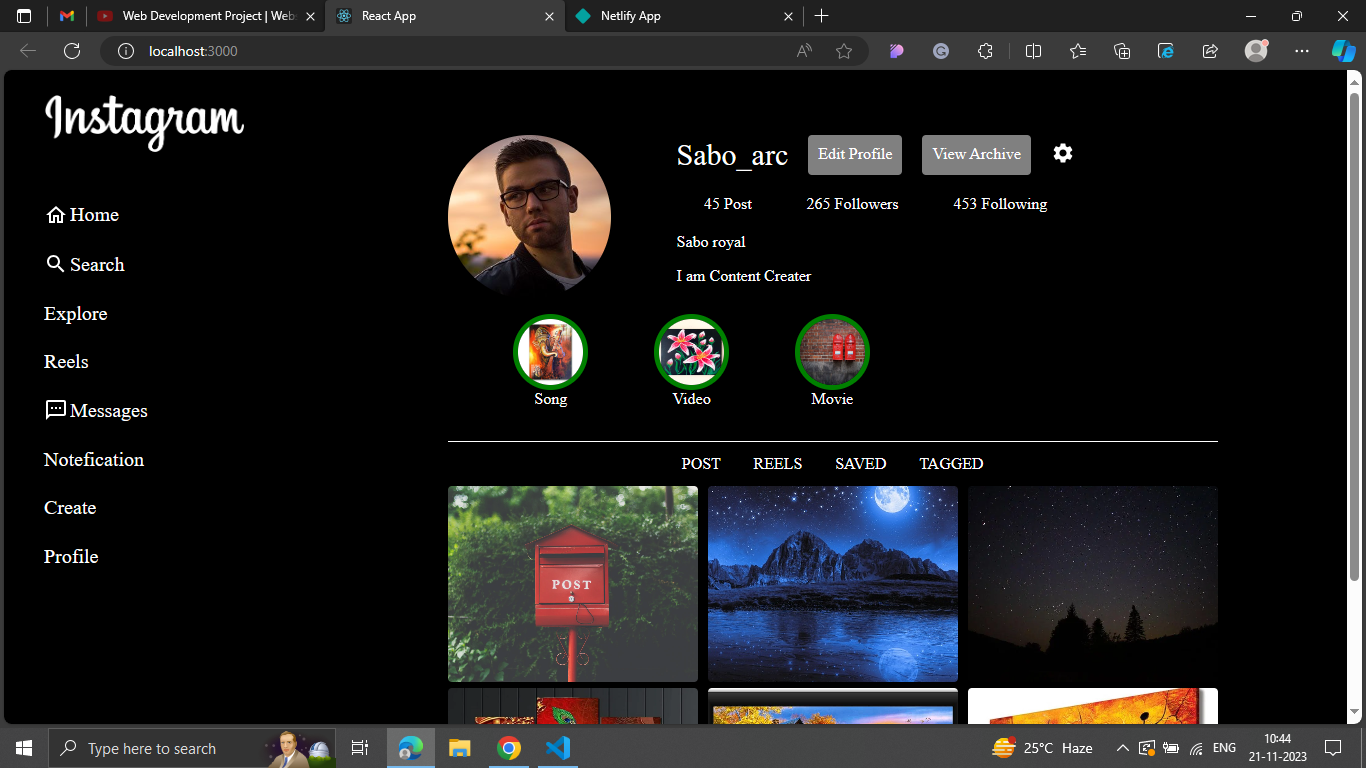 Web Development Project | Webs
React App
Netlify App
localhost:3000
Instagram
Sabo_arc
Edit Profile
View Archive
45 Post
265 Followers
453 Following
Sabo royal
I am Content Creater
Home
Search
Explore
Reels
Messages
Notefication
Create
Profile
Song
Video
Movie
POST
REELS
SAVED
TAGGED
POST
Type here to search
25°C Haze
ENG
10:44
21-11-2023